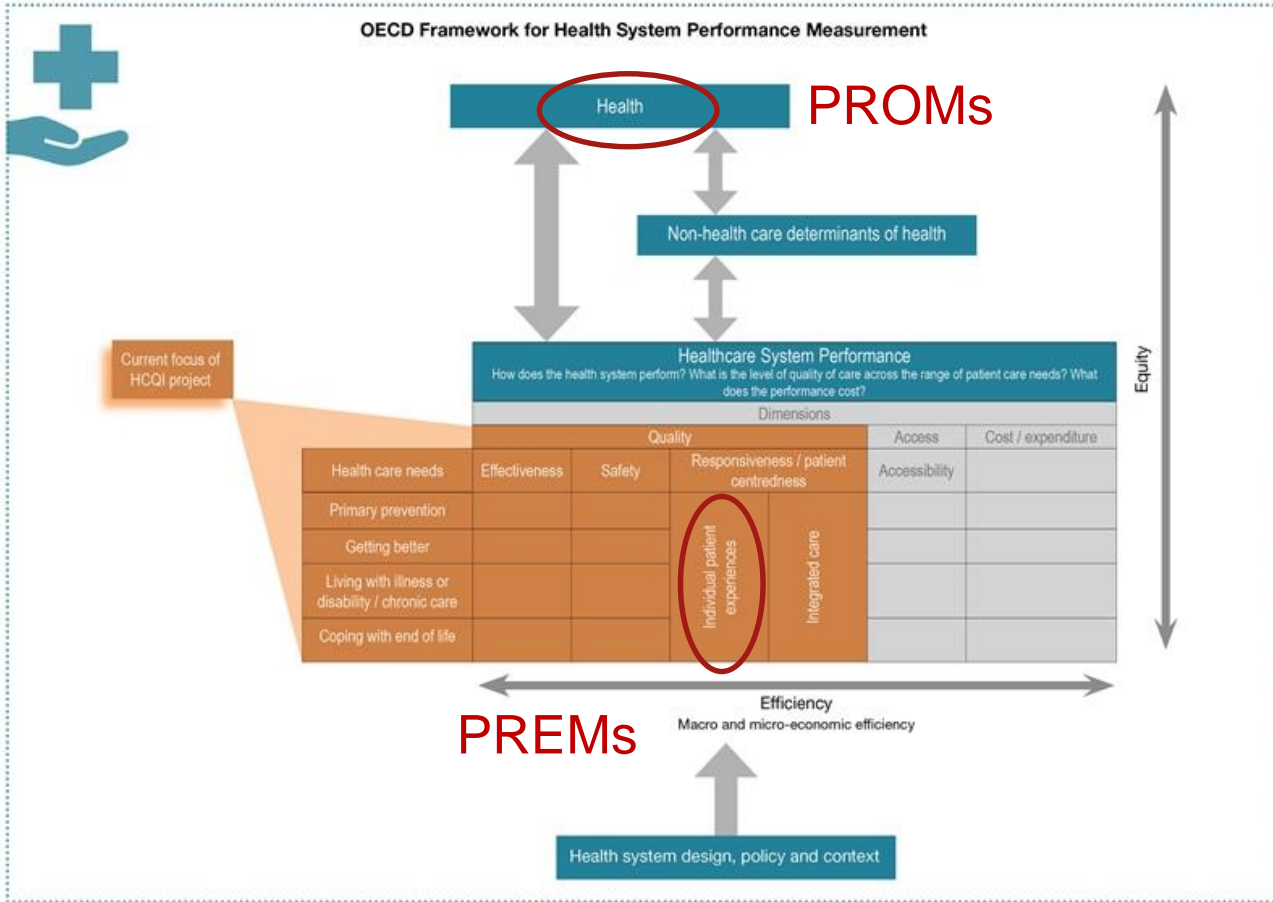 OECD Framework for Health System Performance Measurement
Health
PROMs
Non-health care determinants of health
Current focus of
HCQI project
Healthcare System Performance
How does the health system perform? What is the level of quality of care across the range of patient care needs? What
does the performance cost?
Dimensions
Quality
Access
Cost / expenditure
Health care needs
Effectiveness
Safety
Responsiveness / patient
centredness
Accessibility
Primary prevention
Getting better
Living with illness or
disability / chronic care
Coping with end of life
Individual patient
experiences
Integrated care
Equity
Efficiency
Macro and micro-economic efficiency
PREMs
Health system design, policy and context